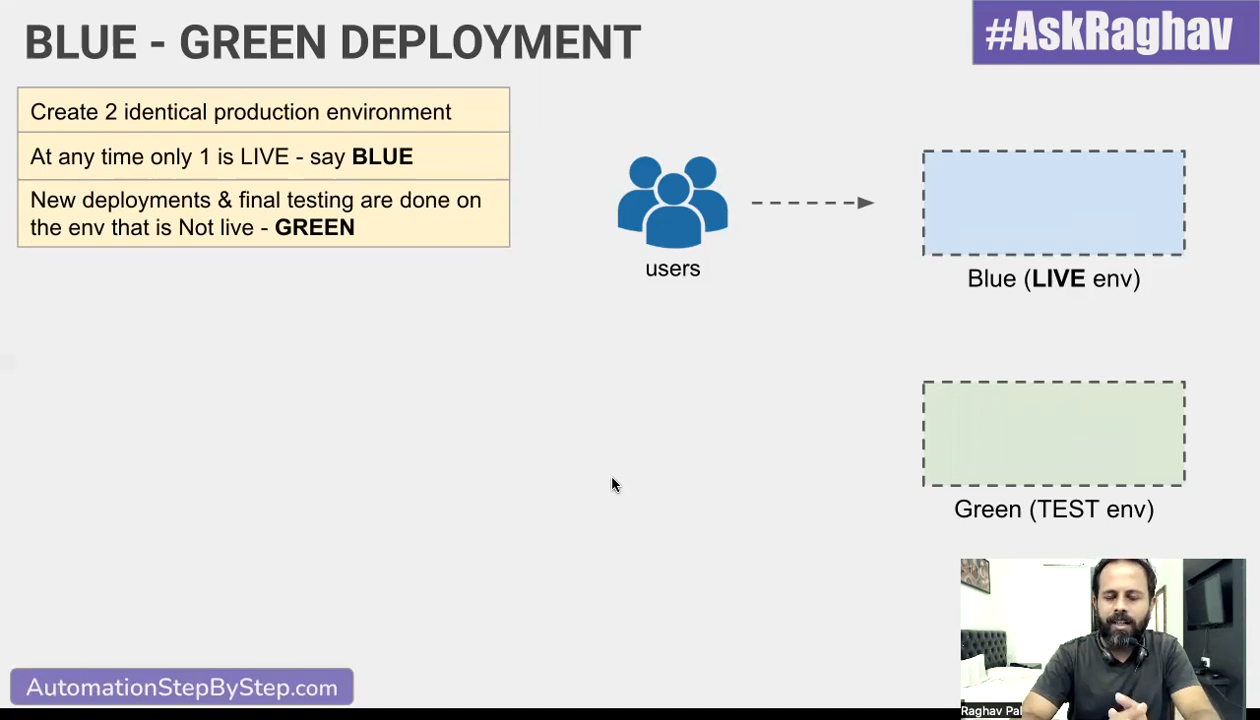 BLUE - GREEN DEPLOYMENT
#AskRaghav
Create 2 identical production environment
At any time only 1 is LIVE - say BLUE
New deployments & final testing are done on
the env that is Not live - GREEN
users
Blue (LIVE env)
Green (TEST env)
AutomationStepByStep.com
Raghav Pal